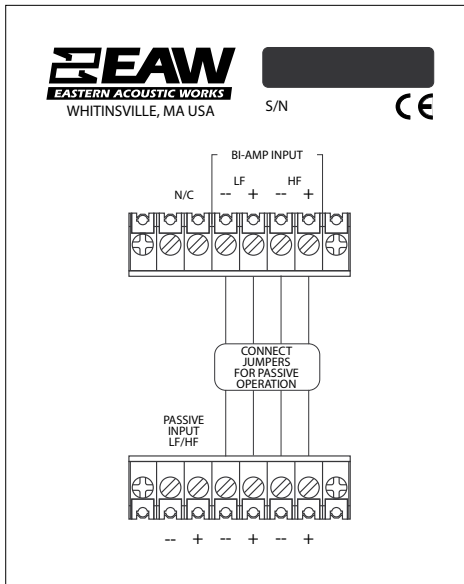 EAW
EASTERN ACOUSTIC WORKS
WHITINSVILLE, MA USA
S/N
CE
BI-AMP INPUT
LF HF
N/C -- + -- +
CONNECT
JUMPERS
FOR PASSIVE
OPERATION
PASSIVE
INPUT
LF/HF
-- + -- + -- +